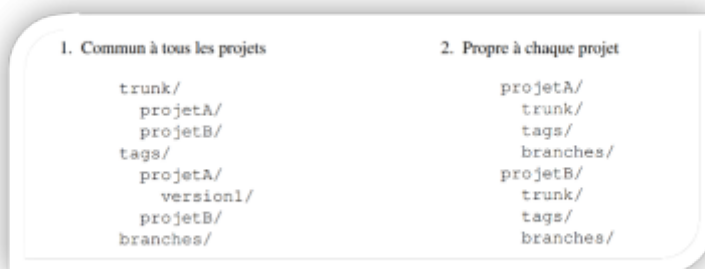 1. Commun à tous les projets
trunk/
projetA/
projetB/
tags/
projetA/
version1/
projetB/
branches/
2. Propre à chaque projet
projetA/
trunk/
tags/
branches/
projetB/
trunk/
tags/
branches/